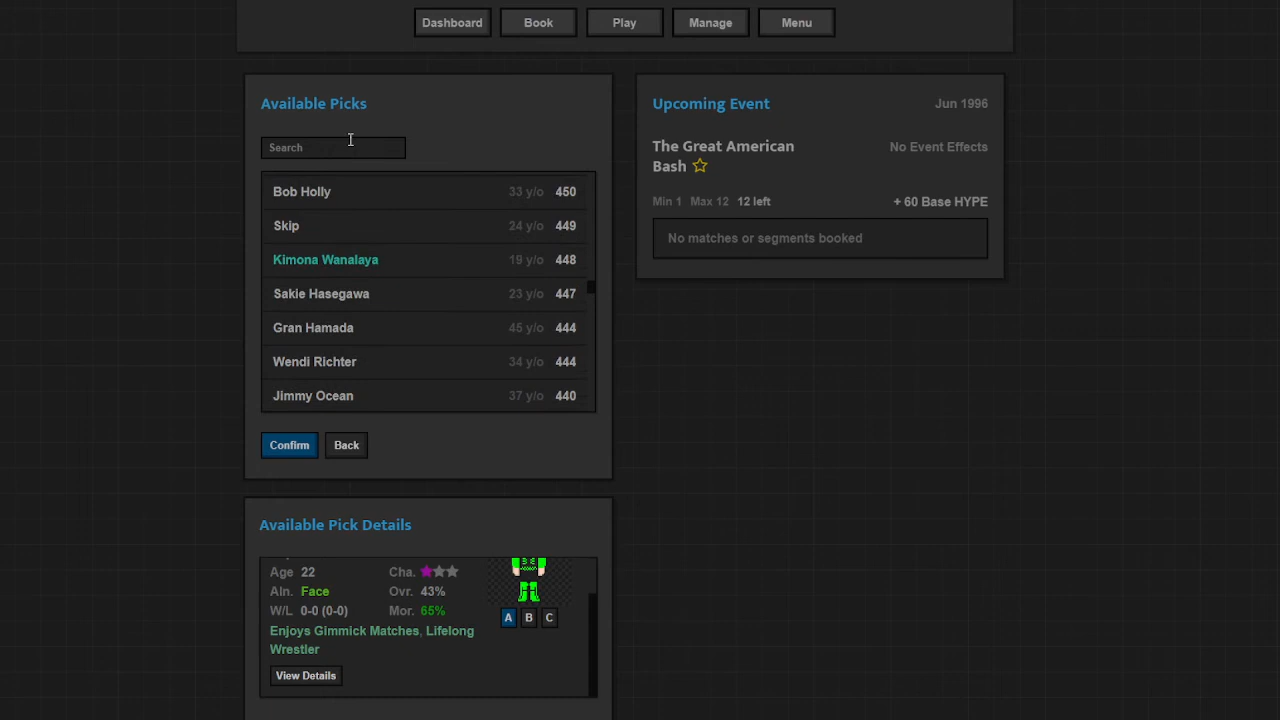 Dashboard Book Play Manage Menu
Available Picks
Search
Bob Holly 33 y/o 450
Skip 24 y/o 449
Kimona Wanalaya 19 y/o 448
Sakie Hasegawa 23 y/o 447
Gran Hamada 45 y/o 444
Wendi Richter 34 y/o 444
Jimmy Ocean 37 y/o 440
Confirm Back
Available Pick Details
Age 22 Cha.
Aln. Face Ovr. 43%
W/L 0-0 (0-0) Mor. 65%
A B C
Enjoys Gimmick Matches, Lifelong
Wrestler
View Details
Upcoming Event Jun 1996
The Great American No Event Effects
Bash
Min 1 Max 12 12 left + 60 Base HYPE
No matches or segments booked